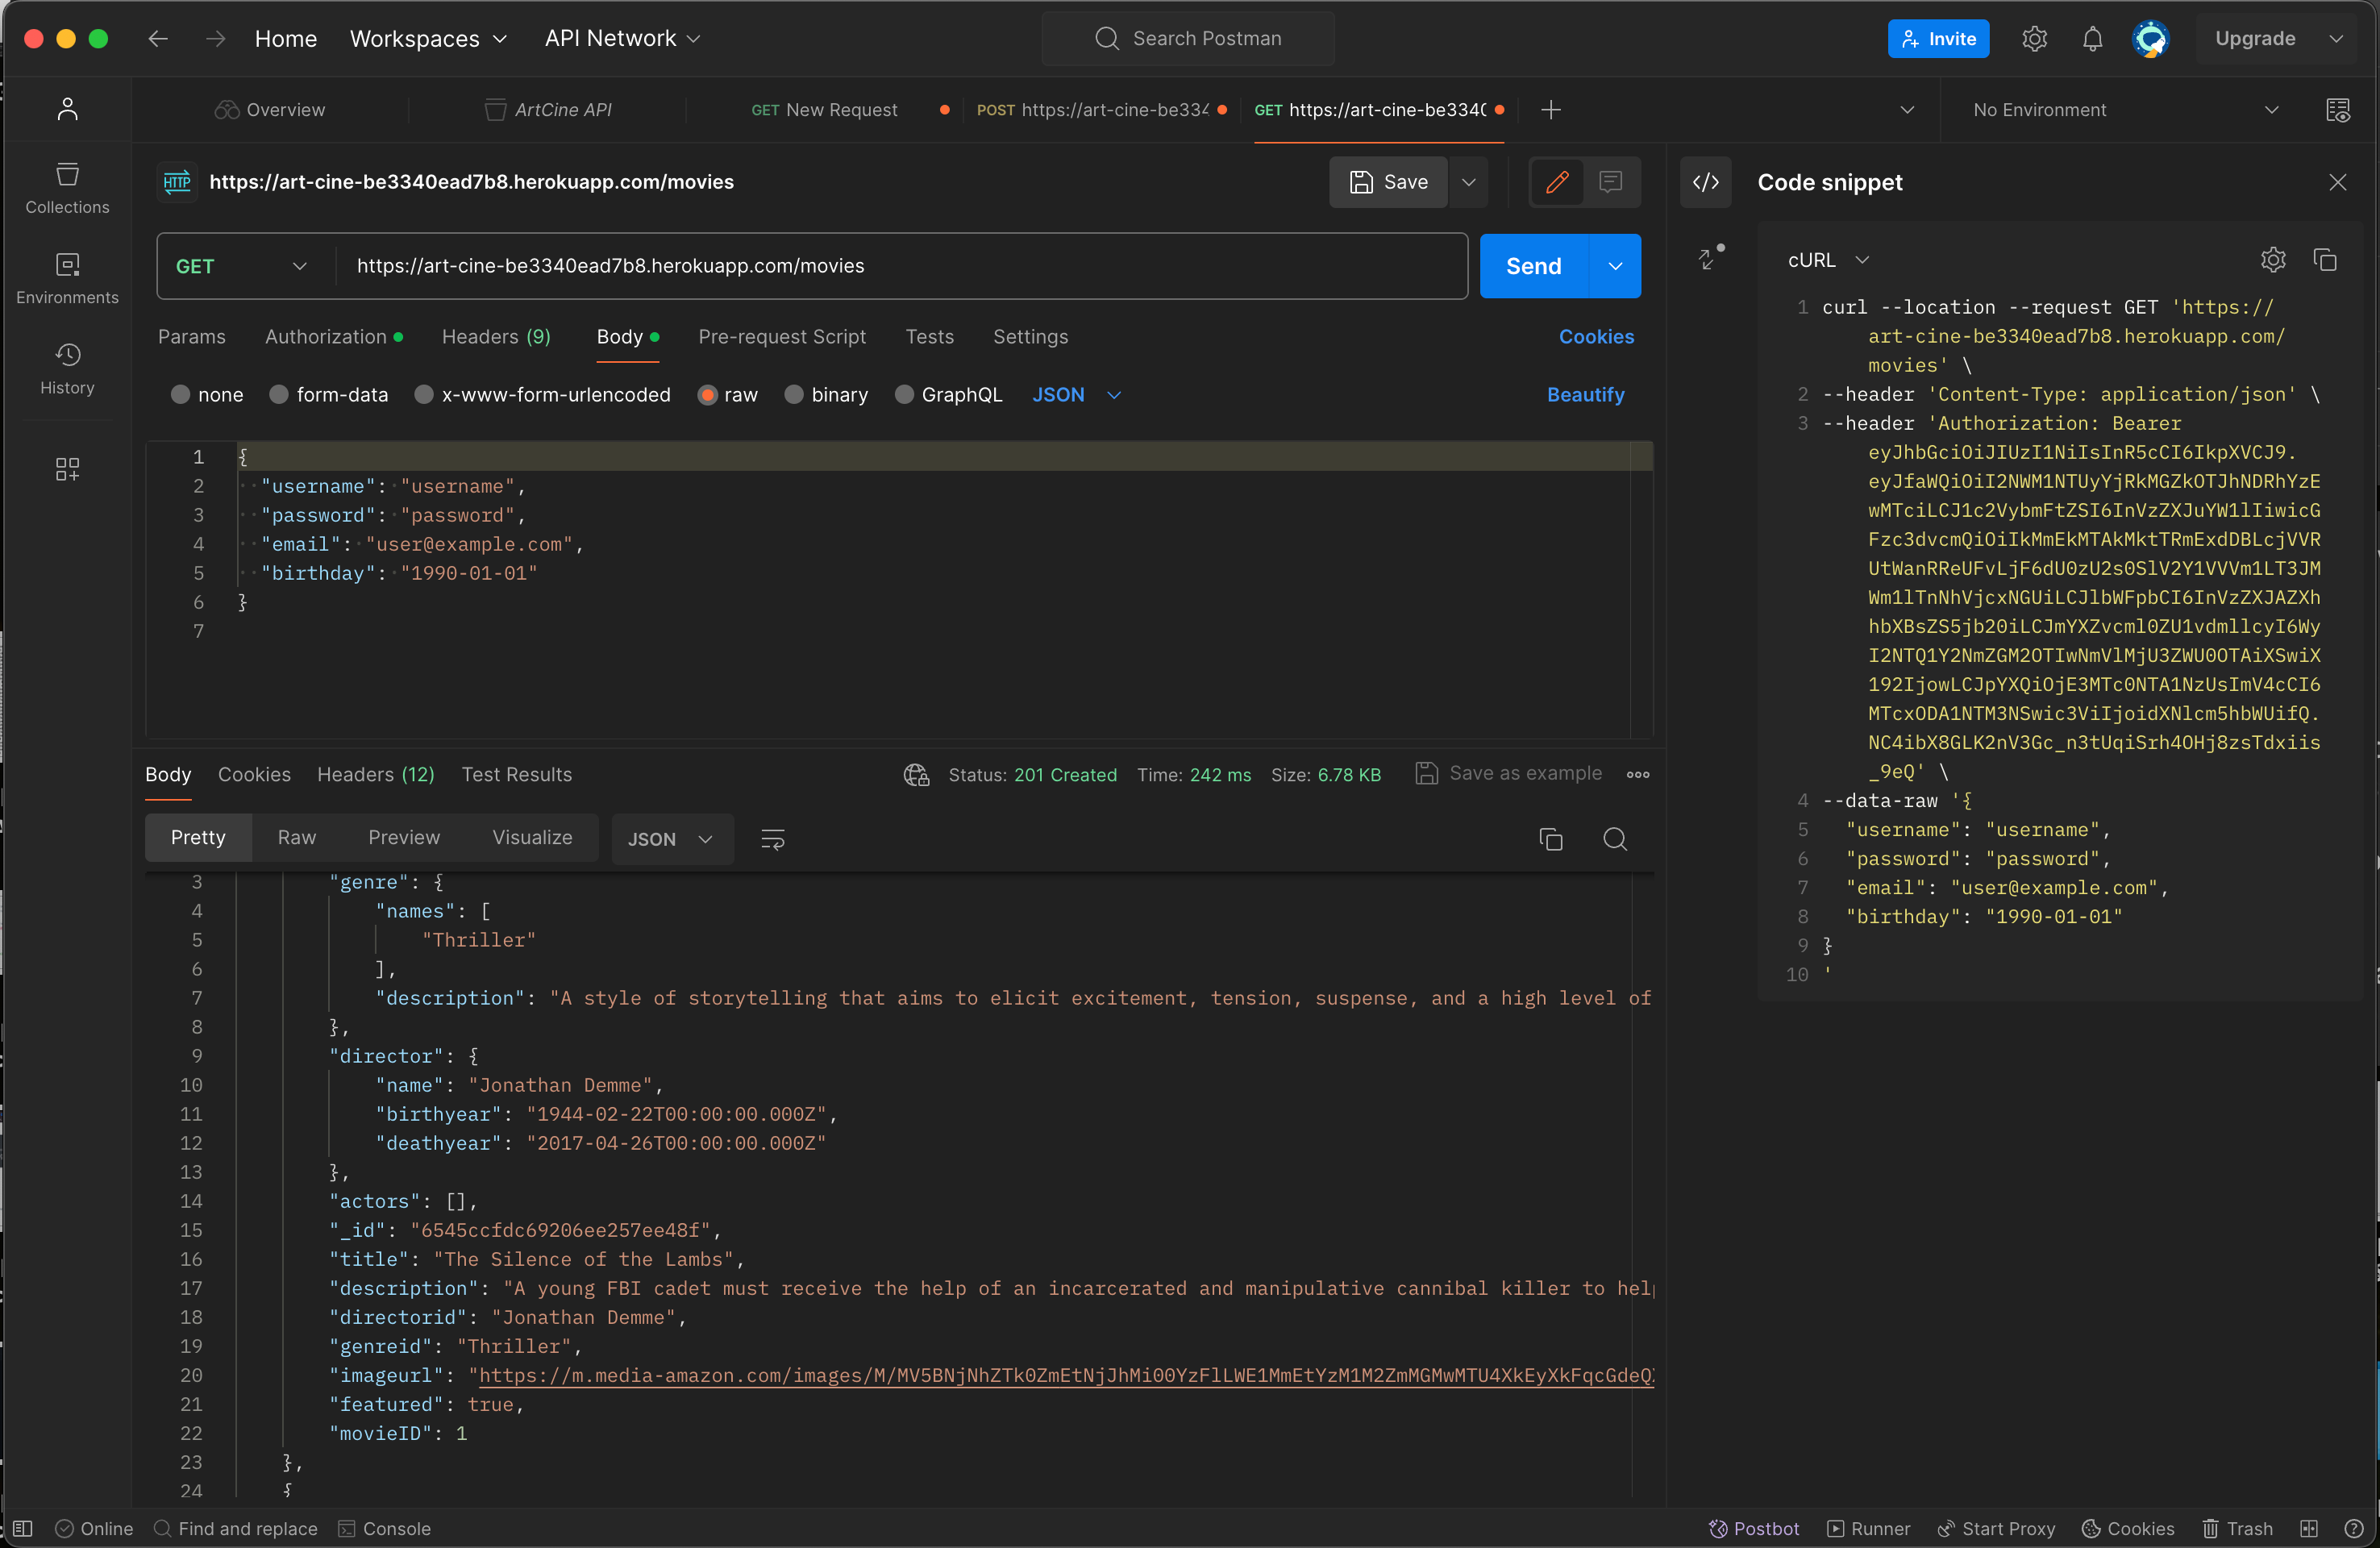 Home
Workspaces
API Network
Search Postman
Invite
Upgrade
Overview
ArtCine API
GET New Request
POST https://art-cine-be334
GET https://art-cine-be3340
No Environment
Collections
Environments
History
HTTP
https://art-cine-be3340ead7b8.herokuapp.com/movies
Save
GET
https://art-cine-be3340ead7b8.herokuapp.com/movies
Send
Params
Authorization
Headers (9)
Body
Pre-request Script
Tests
Settings
Cookies
none
form-data
x-www-form-urlencoded
raw
binary
GraphQL
JSON
Beautify
1 {
2 "username": "username",
3 "password": "password",
4 "email": "user@example.com",
5 "birthday": "1990-01-01"
6 }
7
Body
Cookies
Headers (12)
Test Results
Status: 201 Created
Time: 242 ms
Size: 6.78 KB
Save as example
Pretty
Raw
Preview
Visualize
JSON
3 "genre": {
4 "names": [
5 "Thriller"
6 ],
7 "description": "A style of storytelling that aims to elicit excitement, tension, suspense, and a high level of
8 },
9 "director": {
10 "name": "Jonathan Demme",
11 "birthyear": "1944-02-22T00:00:00.000Z",
12 "deathyear": "2017-04-26T00:00:00.000Z"
13 },
14 "actors": [],
15 "_id": "6545ccfdc69206ee257ee48f",
16 "title": "The Silence of the Lambs",
17 "description": "A young FBI cadet must receive the help of an incarcerated and manipulative cannibal killer to help
18 "directorid": "Jonathan Demme",
19 "genreid": "Thriller",
20 "imageurl": "https://m.media-amazon.com/images/M/MV5BNjNhZTk0ZmEtNjJhMi00YzFlLWE1MmEtYzM1M2ZmMGMwMTU4XkEyXkFqcGdeQ
21 "featured": true,
22 "movieID": 1
23 },
24 {
Code snippet
cURL
1 curl --location --request GET 'https://
art-cine-be3340ead7b8.herokuapp.com/
movies' \
2 --header 'Content-Type: application/json' \
3 --header 'Authorization: Bearer
eyJhbGciOiJIUzI1NiIsInR5cCI6IkpXVCJ9.
eyJfaWQiOiI2NWM1NTUyYjRkMGZkOTJhNDRhYzE
wMTciLCJ1c2VybmFtZSI6InVzZXJuYW1lIiwicG
Fzc3dvcmQiOiIkMmEkMTAkMktTRmExdDBLcjVVR
UtWanRReUFvLjF6dU0zU2s0SlV2Y1VVVm1LT3JM
Wm1lTnNhVjcxNGUiLCJlbWFpbCI6InVzZXJAZXh
hbXBsZS5jb20iLCJmYXZvcml0ZU1vdmllcyI6Wy
I2NTQ1Y2NmZGM2OTIwNmVlMjU3ZWU0OTAiXSwiX
192IjowLCJpYXQiOjE3MTc0NTA1NzUsImV4cCI6
MTcxODA1NTM3NSwic3ViIjoidXNlcm5hbWUifQ.
NC4ibX8GLK2nV3Gc_n3tUqiSrh4OHj8zsTdxiis
_9eQ' \
4 --data-raw '{
5 "username": "username",
6 "password": "password",
7 "email": "user@example.com",
8 "birthday": "1990-01-01"
9 }
10 '
Online
Find and replace
Console
Postbot
Runner
Start Proxy
Cookies
Trash